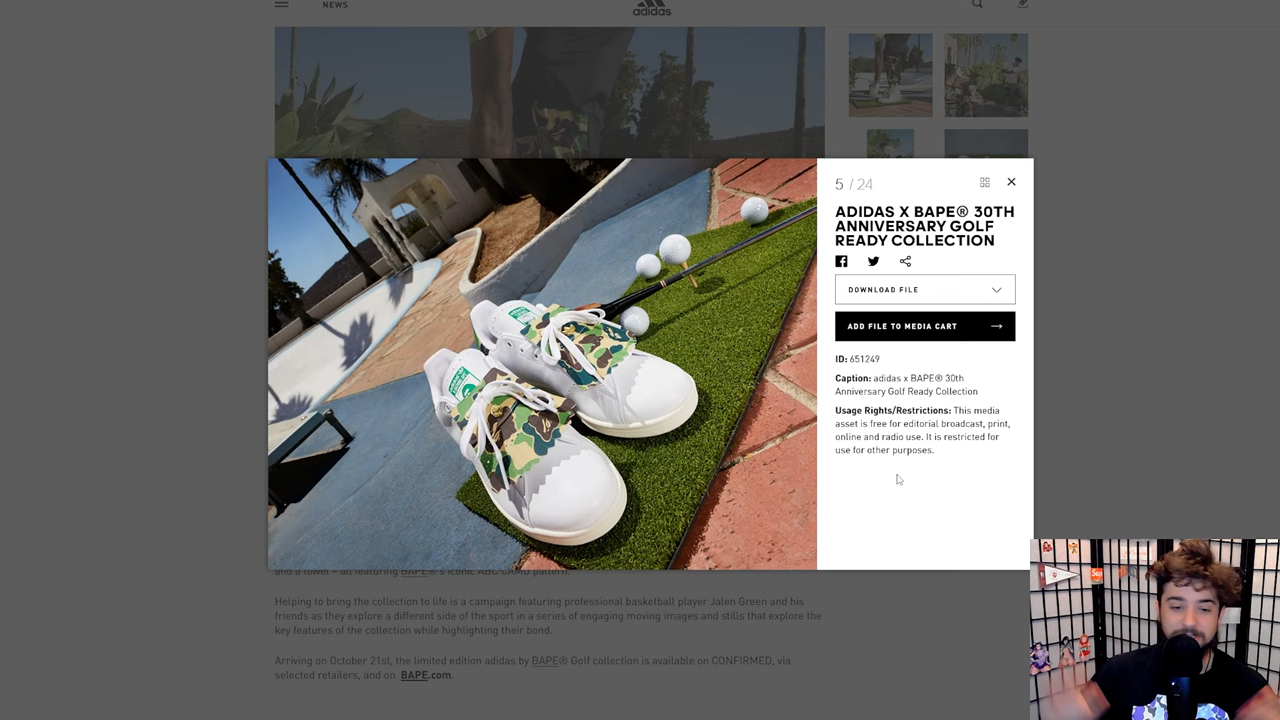 NEWS
adidas
5 / 24
ADIDAS X BAPE® 30TH
ANNIVERSARY GOLF
READY COLLECTION
DOWNLOAD FILE
ADD FILE TO MEDIA CART
ID: 651249
Caption: adidas x BAPE® 30th
Anniversary Golf Ready Collection
Usage Rights/Restrictions: This media
asset is free for editorial broadcast, print,
online and radio use. It is restricted for
use for other purposes.
and a towel – all featuring BAPE®'s iconic ABC CAMO pattern.
Helping to bring the collection to life is a campaign featuring professional basketball player Jalen Green and his
friends as they explore a different side of the sport in a series of engaging moving images and stills that explore the
key features of the collection while highlighting their bond.
Arriving on October 21st, the limited edition adidas by BAPE® Golf collection is available on CONFIRMED, via
selected retailers, and on BAPE.com.